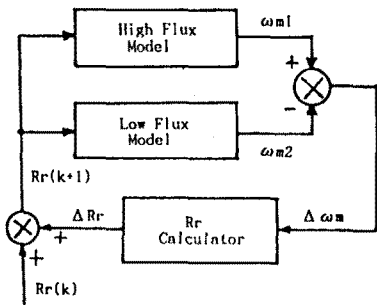 High Flux
Model
ωm1
+
-
Low Flux
Model
ωm2
Rr(k+1)
ΔRr
Rr
Calculator
Δωm
+
+
Rr(k)